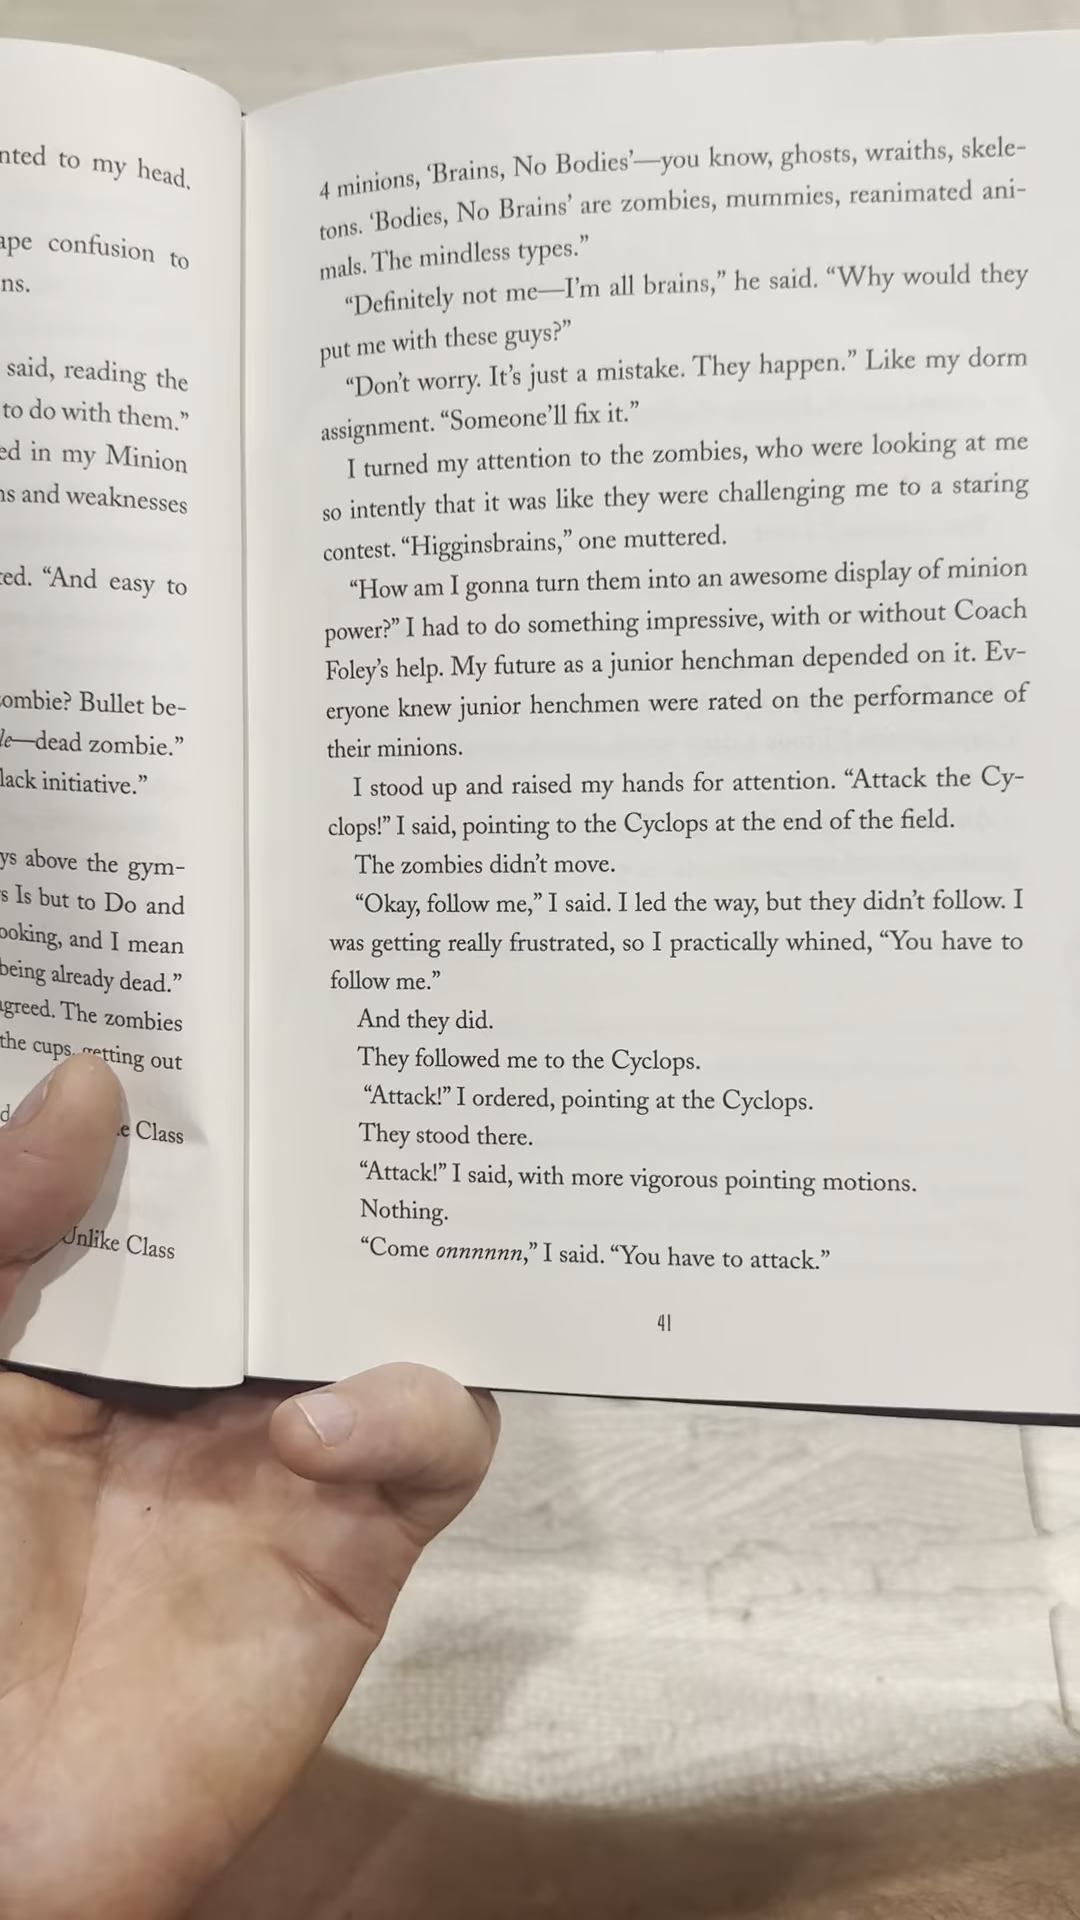 nted to my head.
ape confusion to
ns.
said, reading the
to do with them.”
ed in my Minion
ns and weaknesses
ted. “And easy to
ombie? Bullet be-
le—dead zombie.”
lack initiative.”
ys above the gym-
s Is but to Do and
ooking, and I mean
being already dead.”
agreed. The zombies
the cups, getting out
e Class
Unlike Class
4 minions, ‘Brains, No Bodies’—you know, ghosts, wraiths, skele-
tons. ‘Bodies, No Brains’ are zombies, mummies, reanimated ani-
mals. The mindless types.”
“Definitely not me—I’m all brains,” he said. “Why would they
put me with these guys?”
“Don’t worry. It’s just a mistake. They happen.” Like my dorm
assignment. “Someone’ll fix it.”
I turned my attention to the zombies, who were looking at me
so intently that it was like they were challenging me to a staring
contest. “Higginsbrains,” one muttered.
“How am I gonna turn them into an awesome display of minion
power?” I had to do something impressive, with or without Coach
Foley’s help. My future as a junior henchman depended on it. Ev-
eryone knew junior henchmen were rated on the performance of
their minions.
I stood up and raised my hands for attention. “Attack the Cy-
clops!” I said, pointing to the Cyclops at the end of the field.
The zombies didn’t move.
“Okay, follow me,” I said. I led the way, but they didn’t follow. I
was getting really frustrated, so I practically whined, “You have to
follow me.”
And they did.
They followed me to the Cyclops.
“Attack!” I ordered, pointing at the Cyclops.
They stood there.
“Attack!” I said, with more vigorous pointing motions.
Nothing.
“Come onnnnnn,” I said. “You have to attack.”
41